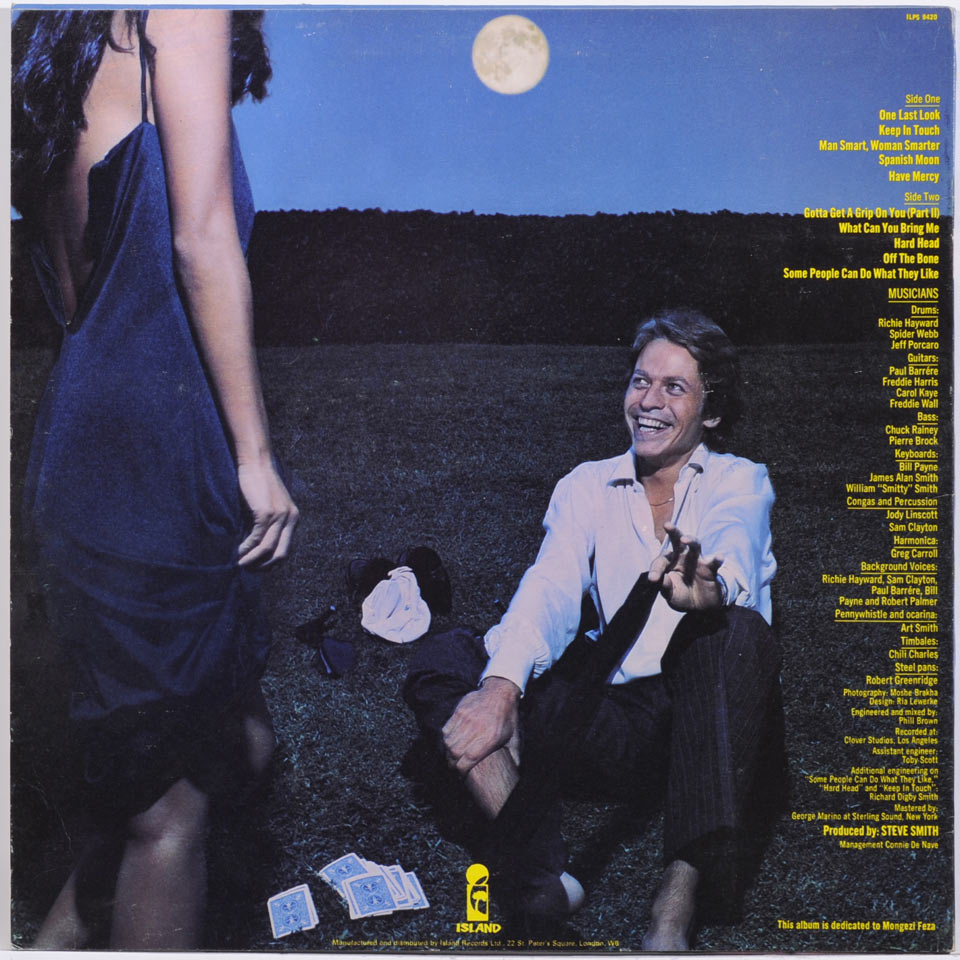 ILPS 9420
Side One
One Last Look
Keep In Touch
Man Smart, Woman Smarter
Spanish Moon
Have Mercy
Side Two
Gotta Get A Grip On You (Part II)
What Can You Bring Me
Hard Head
Off The Bone
Some People Can Do What They Like
MUSICIANS
Drums:
Richie Hayward
Spider Webb
Jeff Porcaro
Guitars:
Paul Barrére
Freddie Harris
Carol Kaye
Freddie Wall
Bass:
Chuck Rainey
Pierre Brock
Keyboards:
Bill Payne
James Alan Smith
William "Smitty" Smith
Congas and Percussion
Jody Linscott
Sam Clayton
Harmonica:
Greg Carroll
Background Voices:
Richie Hayward, Sam Clayton,
Paul Barrére, Bill
Payne and Robert Palmer
Pennywhistle and ocarina:
Art Smith
Timbales:
Chili Charles
Steel pans:
Robert Greenridge
Photography: Moshe Brakha
Design: Ria Lewerke
Engineered and mixed by:
Phill Brown
Recorded at:
Clover Studios, Los Angeles
Assistant engineer:
Toby Scott
Additional engineering on
"Some People Can Do What They Like,"
"Hard Head" and "Keep In Touch":
Richard Digby Smith
Mastered by:
George Marino at Sterling Sound, New York
Produced by: STEVE SMITH
Management Connie De Nave
This album is dedicated to Mongezi Feza
ISLAND
Manufactured and distributed by Island Records Ltd., 22 St. Peter's Square, London, W6